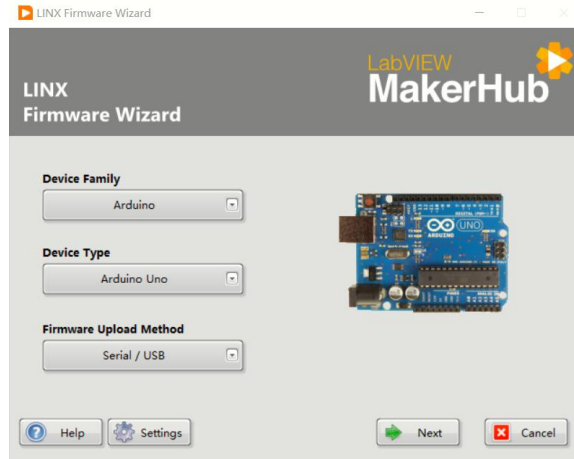 LINX Firmware Wizard
LabVIEW
MakerHub
LINX
Firmware Wizard
Device Family
Arduino
Device Type
Arduino Uno
Firmware Upload Method
Serial / USB
UNO
ARDUINO
Help
Settings
Next
Cancel